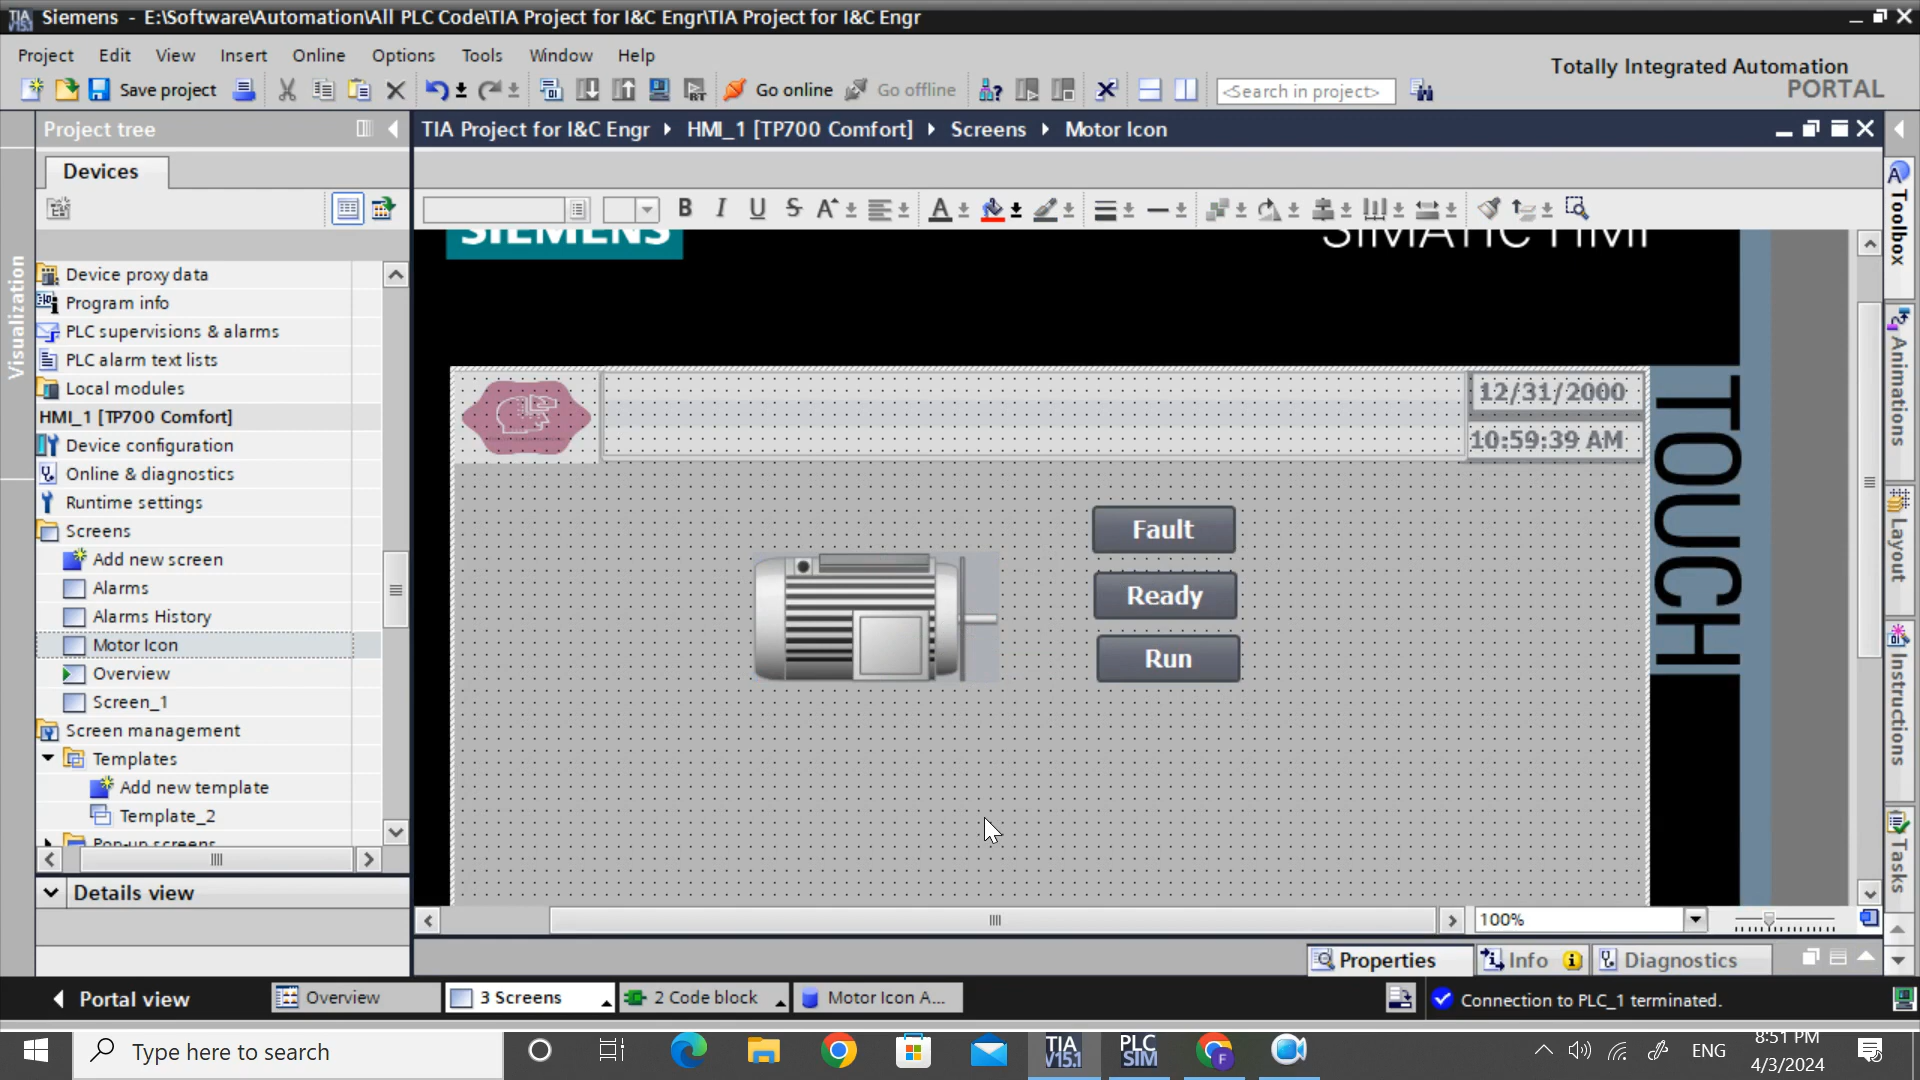 Siemens - E:\Software\Automation\All PLC Code\TIA Project for I&C Engr\TIA Project for I&C Engr
Project Edit View Insert Online Options Tools Window Help
Totally Integrated Automation
PORTAL
Save project
Go online
Go offline
<Search in project>
Project tree
TIA Project for I&C Engr HMI_1 [TP700 Comfort] Screens Motor Icon
Devices
Visualization
Device proxy data
Program info
PLC supervisions & alarms
PLC alarm text lists
Local modules
HMI_1 [TP700 Comfort]
Device configuration
Online & diagnostics
Runtime settings
Screens
Add new screen
Alarms
Alarms History
Motor Icon
Overview
Screen_1
Screen management
Templates
Add new template
Template_2
Pop-up screens
Details view
SIEMENS
SIMATIC HMI
12/31/2000
10:59:39 AM
TOUCH
Fault
Ready
Run
Toolbox
Animations
Layout
Instructions
Tasks
100%
Properties
Info
Diagnostics
Portal view
Overview
3 Screens
2 Code block
Motor Icon A...
Connection to PLC_1 terminated.
Type here to search
TIA
V15.1
PLC
SIM
F
ENG
8:51 PM
4/3/2024